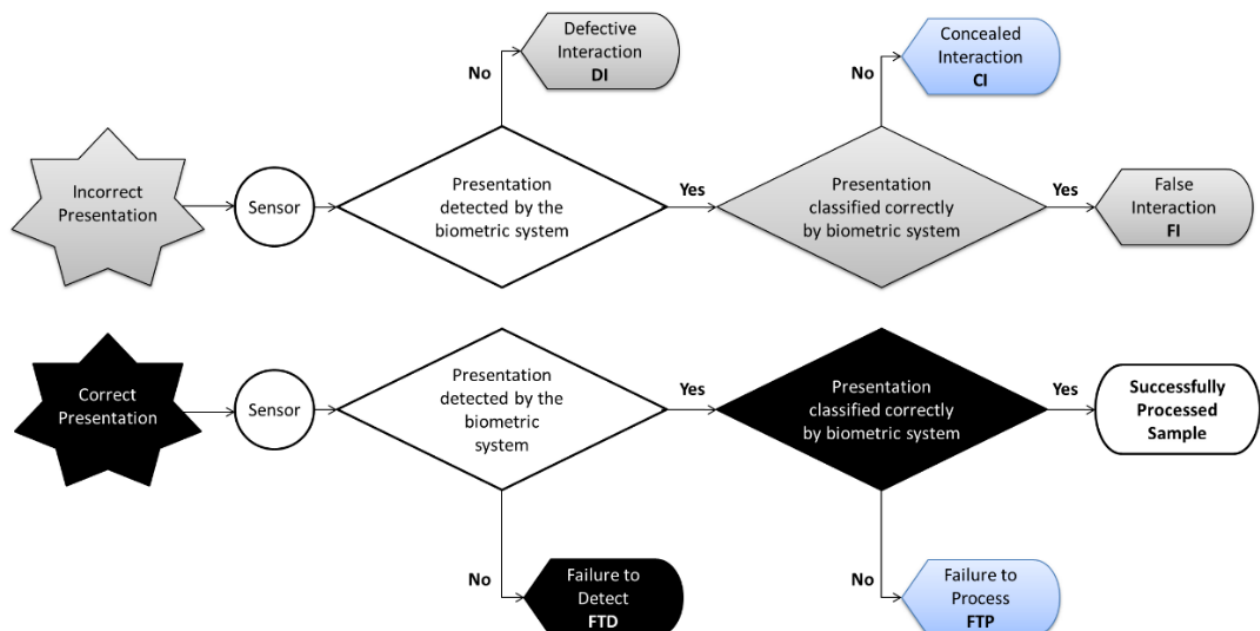 Defective
Interaction
DI
No
Concealed
Interaction
CI
No
Incorrect
Presentation
Sensor
Presentation
detected by the
biometric system
Yes
Presentation
classified correctly
by biometric system
Yes
False
Interaction
FI
Correct
Presentation
Sensor
Presentation
detected by the
biometric
system
Yes
Presentation
classified correctly
by biometric system
Yes
Successfully
Processed
Sample
No
Failure to
Detect
FTD
No
Failure to
Process
FTP